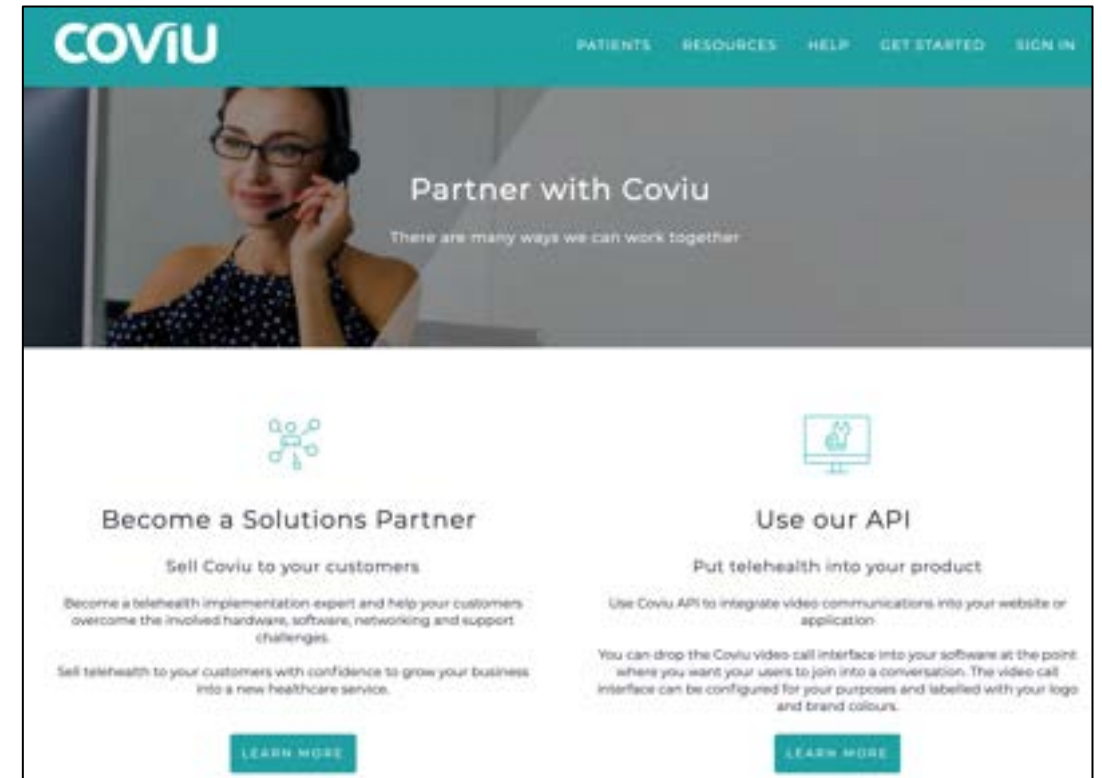 COViU
PATIENTS RESOURCES HELP GET STARTED SIGN IN
Partner with Coviu
There are many ways we can work together
Become a Solutions Partner
Sell Coviu to your customers
Become a telehealth implementation expert and help your customers
overcome the involved hardware, software, networking and support
challenges.
Sell telehealth to your customers with confidence to grow your business
into a new healthcare service.
LEARN MORE
Use our API
Put telehealth into your product
Use Coviu API to integrate video communications into your website or
application
You can drop the Coviu video call interface into your software at the point
where you want your users to join into a conversation. The video call
interface can be configured for your purposes and labelled with your logo
and brand colours.
LEARN MORE